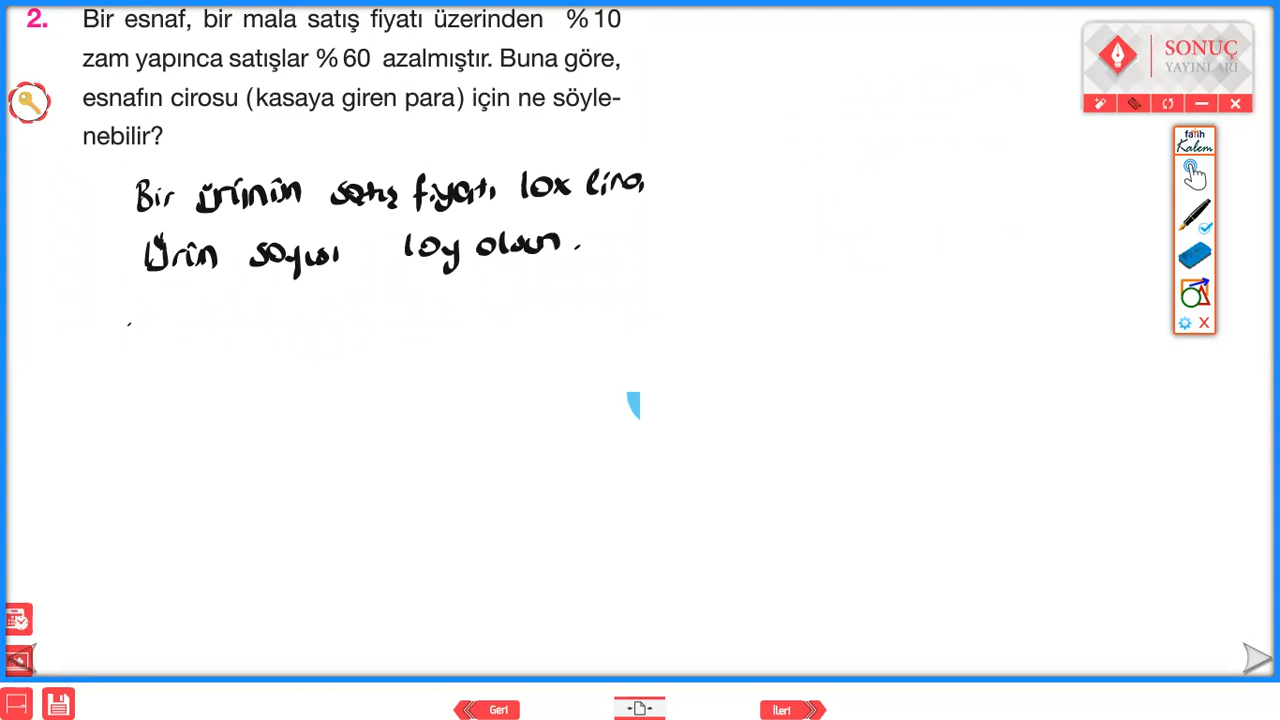 2. Bir esnaf, bir mala satış fiyatı üzerinden %10
zam yapınca satışlar %60 azalmıştır. Buna göre,
esnafın cirosu (kasaya giren para) için ne söyle-
nebilir?
Bir ürünün satış fiyatı 10x lira,
Ürün sayısı 10y olsun.
SONUÇ
YAYINLARI
fatih
Kalem
Geri
İleri